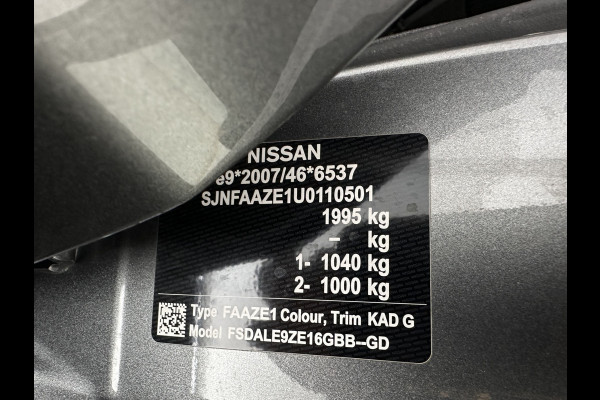 NISSAN
e9*2007/46*6537
SJNFAAZE1U0110501
1995 kg
– kg
1- 1040 kg
2- 1000 kg
Type FAAZE1 Colour, Trim KAD G
Model FSDALE9ZE16GBB--GD